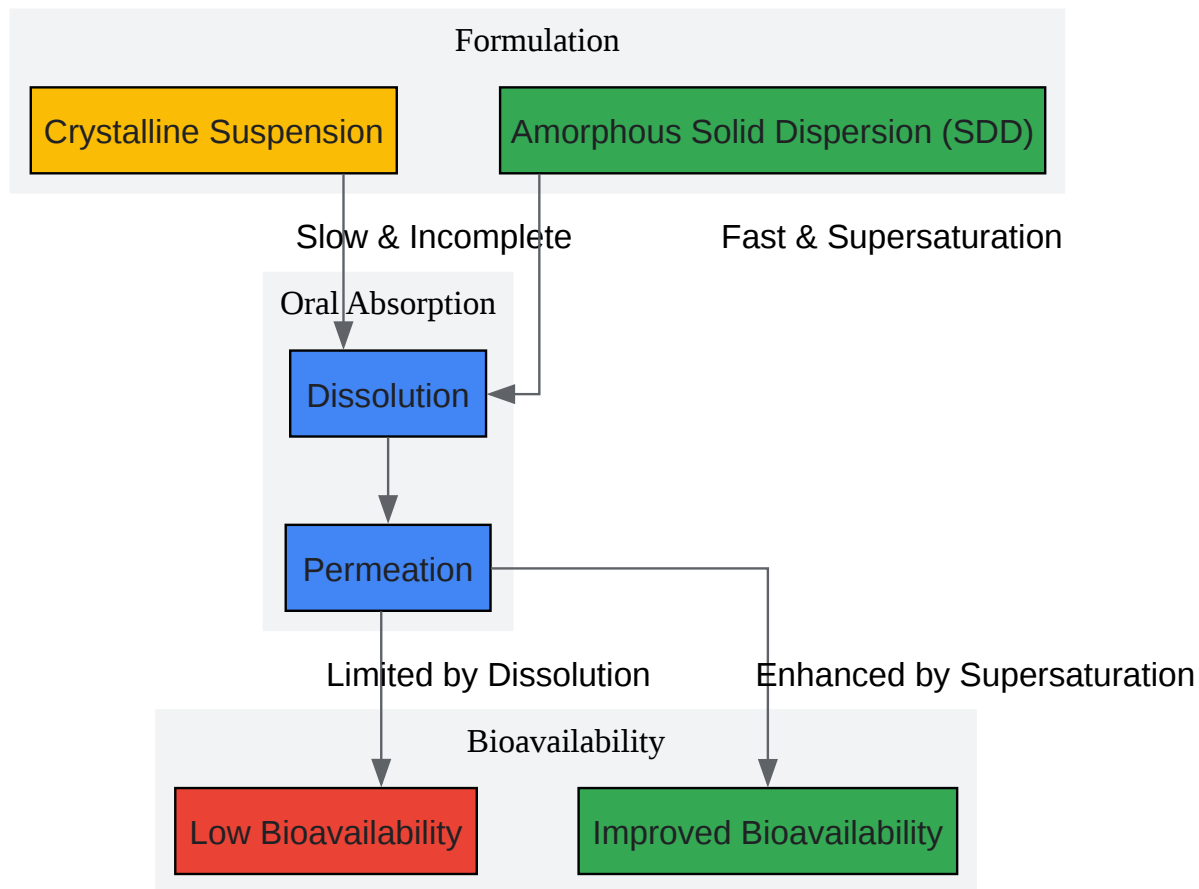 Formulation
Crystalline Suspension
Amorphous Solid Dispersion (SDD)
Slow & Incomplete
Fast & Supersaturation
Oral Absorption
Dissolution
Permeation
Limited by Dissolution
Enhanced by Supersaturation
Bioavailability
Low Bioavailability
Improved Bioavailability